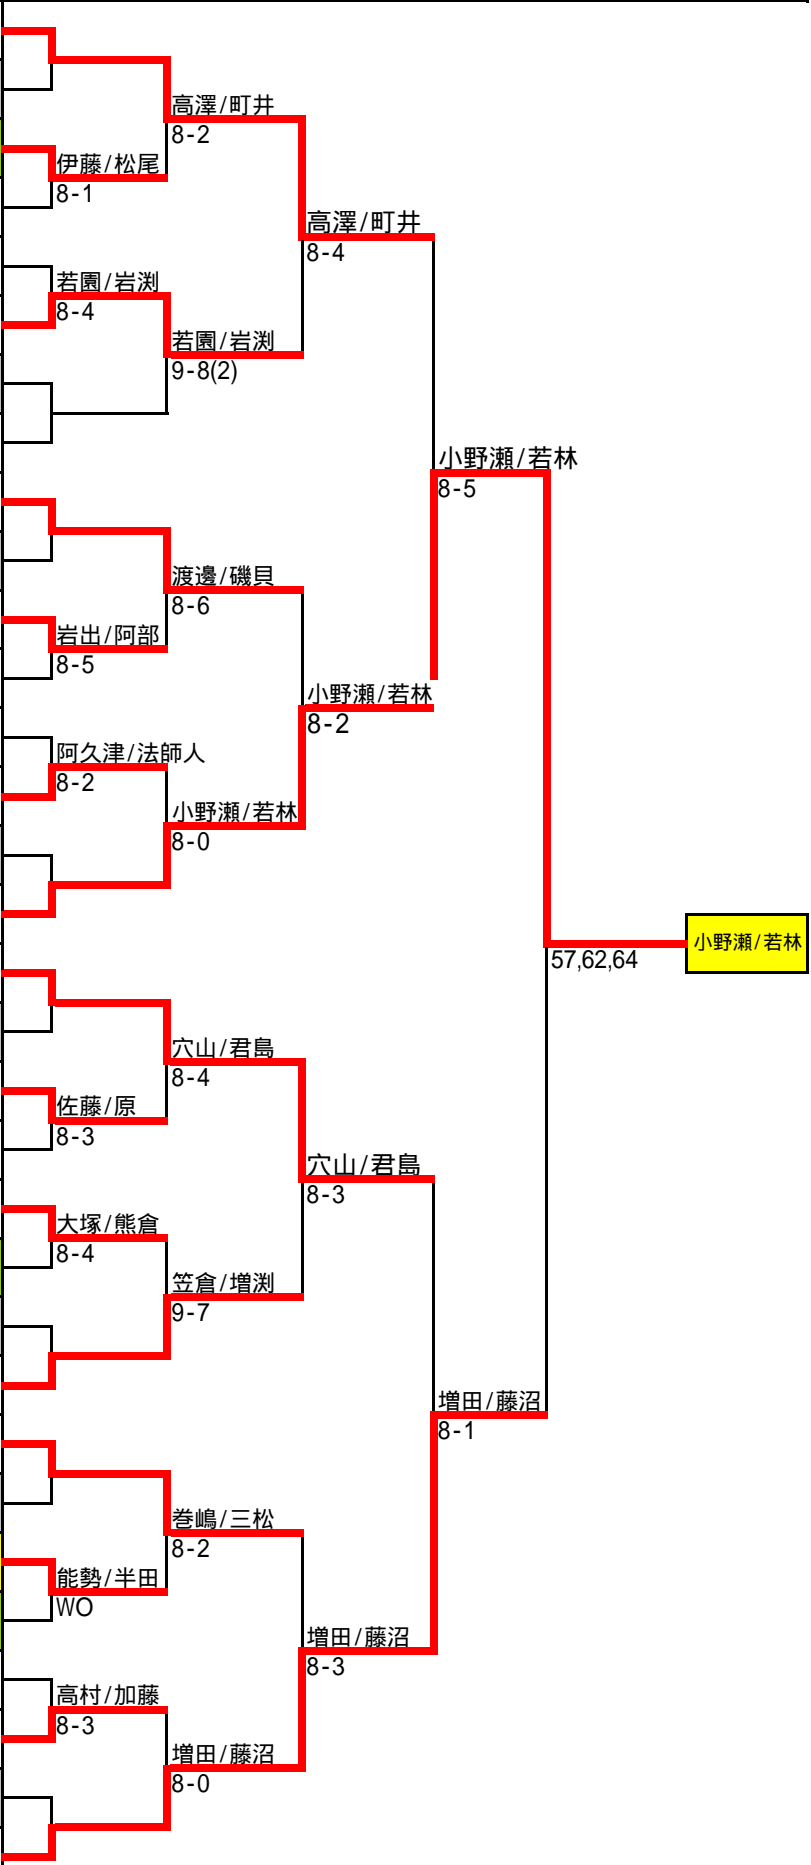 高澤/町井
8-2
伊藤/松尾
8-1
高澤/町井
8-4
若園/岩渕
8-4
若園/岩渕
9-8(2)
小野瀬/若林
8-5
渡邊/磯貝
8-6
岩出/阿部
8-5
小野瀬/若林
8-2
阿久津/法師人
8-2
小野瀬/若林
8-0
小野瀬/若林
57,62,64
穴山/君島
8-4
佐藤/原
8-3
穴山/君島
8-3
大塚/熊倉
8-4
笠倉/増渕
9-7
増田/藤沼
8-1
巻嶋/三松
8-2
能勢/半田
WO
増田/藤沼
8-3
高村/加藤
8-3
増田/藤沼
8-0